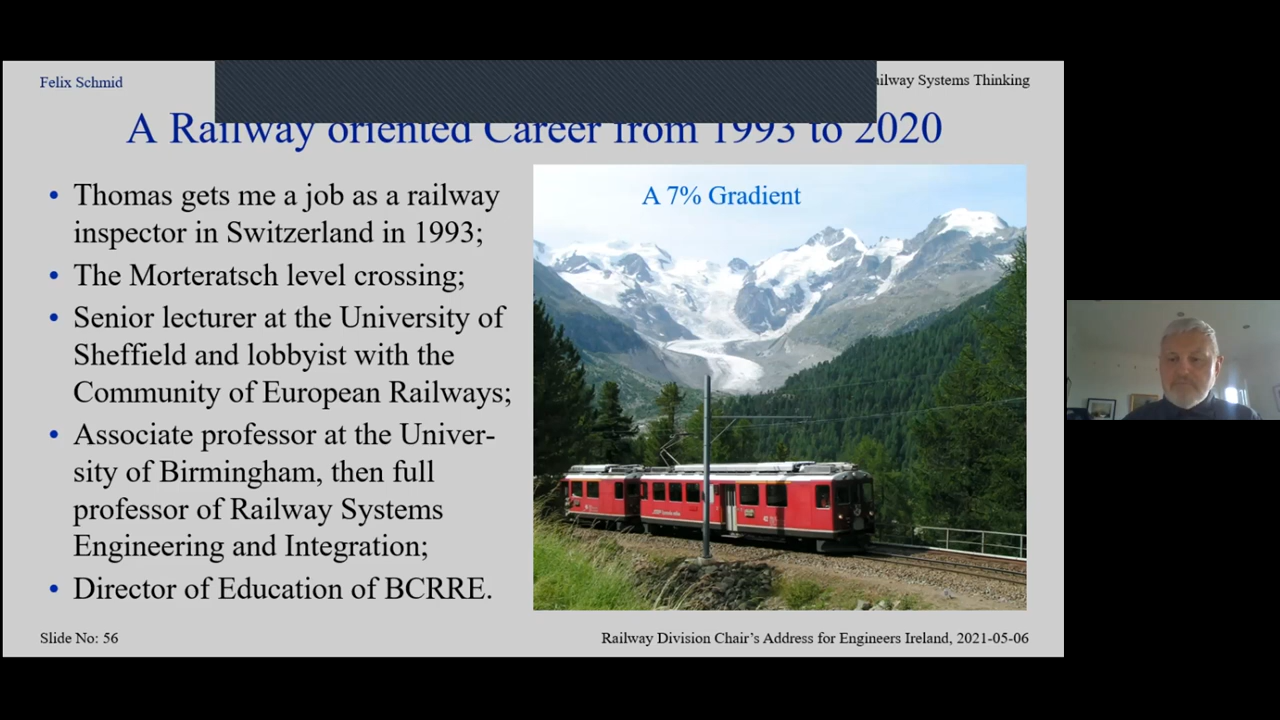 Felix Schmid
ailway Systems Thinking
A Railway oriented Career from 1993 to 2020
• Thomas gets me a job as a railway
inspector in Switzerland in 1993;
• The Morteratsch level crossing;
• Senior lecturer at the University of
Sheffield and lobbyist with the
Community of European Railways;
• Associate professor at the Univer-
sity of Birmingham, then full
professor of Railway Systems
Engineering and Integration;
• Director of Education of BCRRE.
A 7% Gradient
Slide No: 56
Railway Division Chair’s Address for Engineers Ireland, 2021-05-06